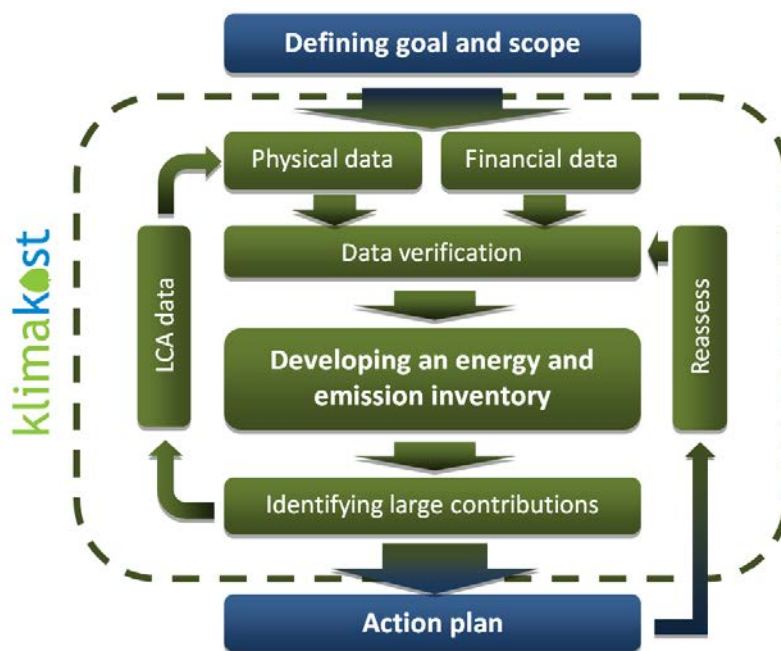 Defining goal and scope
Physical data
Financial data
Data verification
klimakost
LCA data
Reassess
Developing an energy and
emission inventory
Identifying large contributions
Action plan